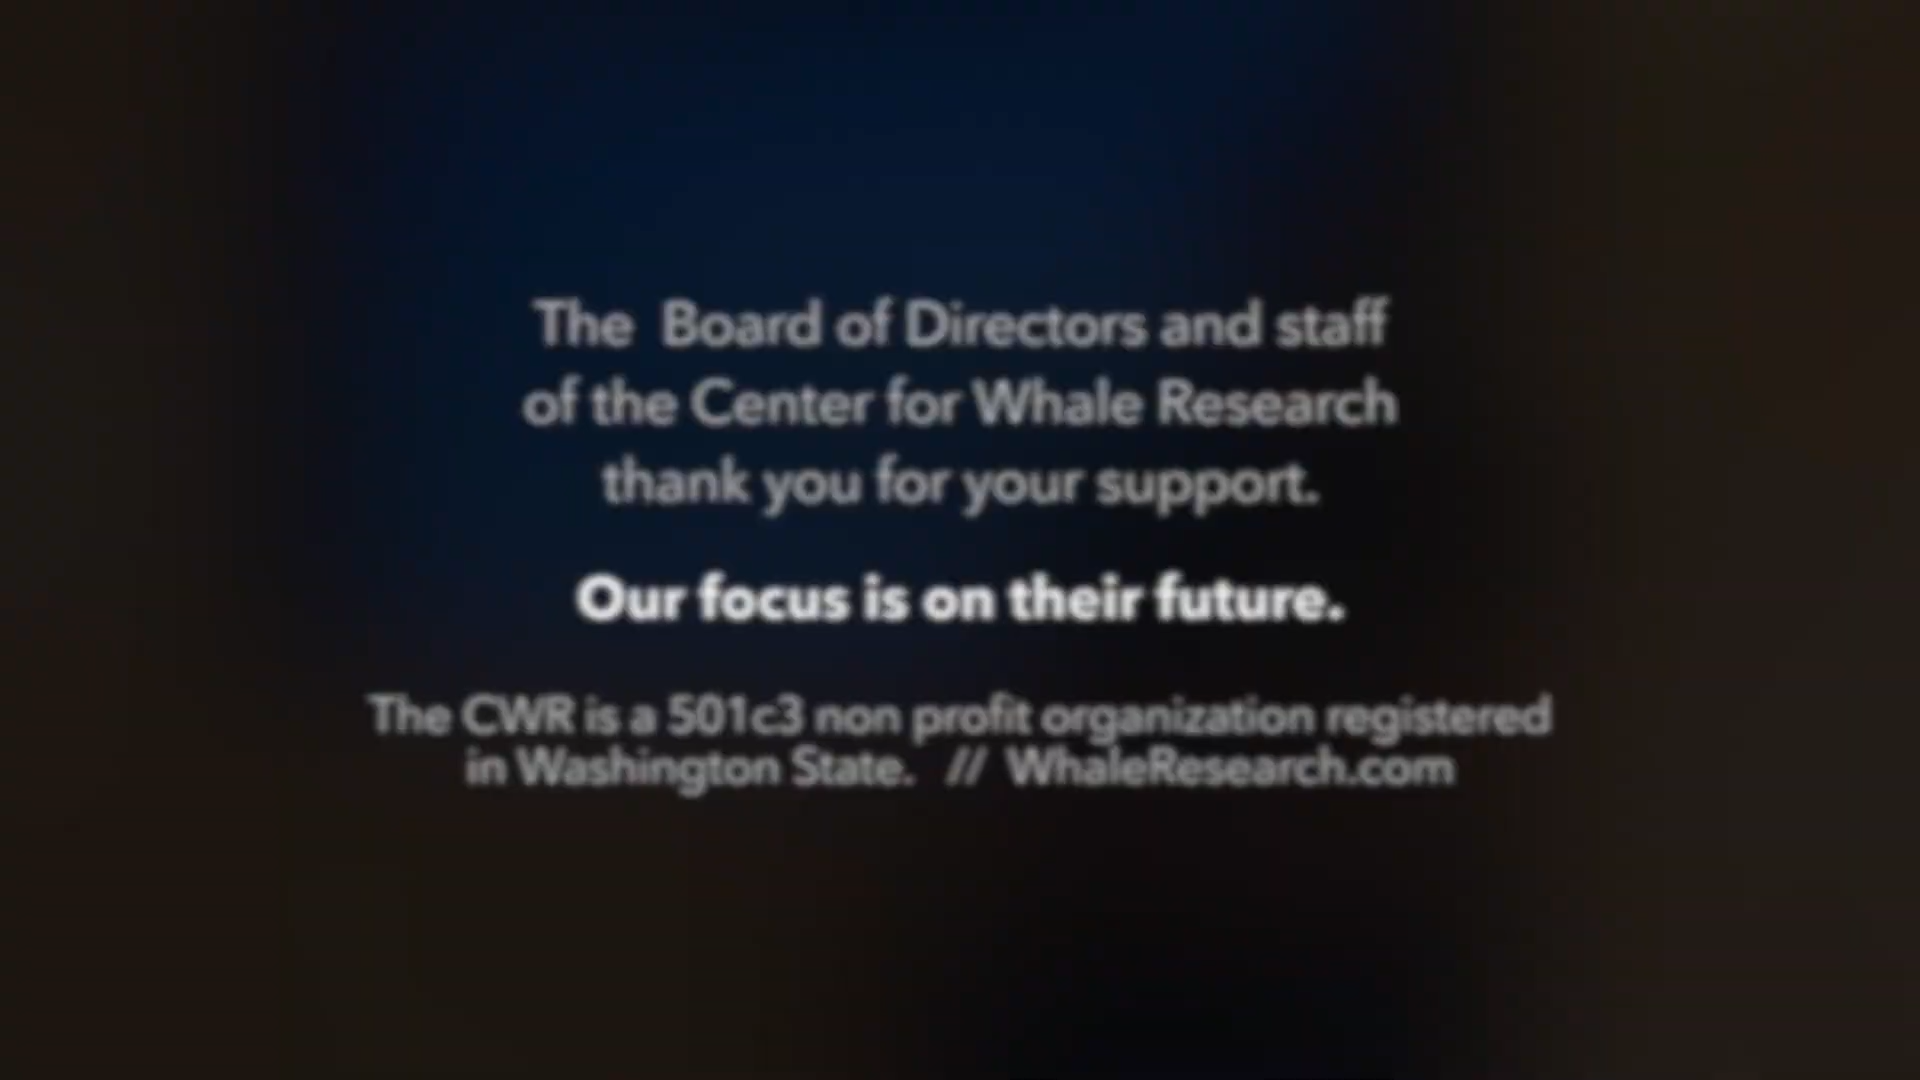 The Board of Directors and staff
of the Center for Whale Research
thank you for your support.
Our focus is on their future.
The CWR is a 501c3 non profit organization registered
in Washington State. // WhaleResearch.com